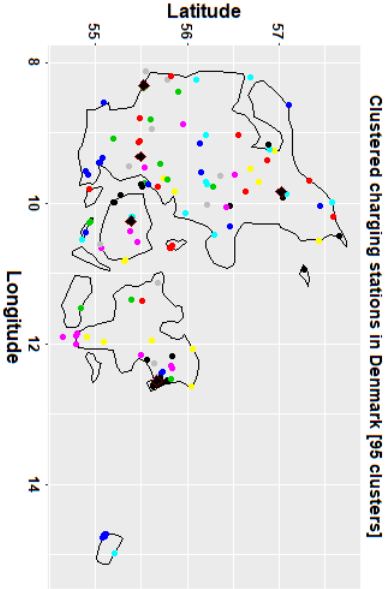 Clustered charging stations in Denmark [95 clusters]
Latitude
55
56
57
8
10
12
14
Longitude